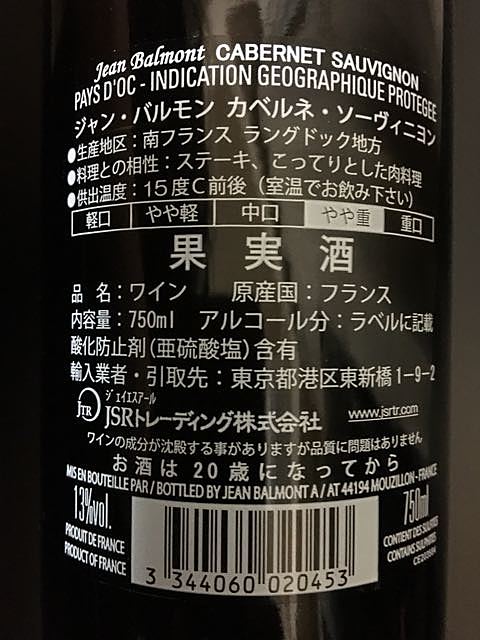 Jean Balmont CABERNET SAUVIGNON
PAYS D'OC - INDICATION GEOGRAPHIQUE PROTEGEE
ジャン・バルモン カベルネ・ソーヴィニヨン
●生産地区：南フランス ラングドック地方
●料理との相性：ステーキ、こってりとした肉料理
●供出温度：15度C前後（室温でお飲み下さい）
軽口 やや軽 中口 やや重 重口
果実酒
品 名：ワイン 原産国：フランス
内容量：750ml アルコール分：ラベルに記載
酸化防止剤（亜硫酸塩）含有
輸入業者・引取先：東京都港区東新橋1-9-2
ジェイエスアール
JTR JSRトレーディング株式会社 www.jsrtr.com
ワインの成分が沈殿する事がありますが品質に問題はありません
お酒は20歳になってから
MIS EN BOUTEILLE PAR / BOTTLED BY JEAN BALMONT A / AT 44194 MOUZILLON - FRANCE
13%vol.
PRODUIT DE FRANCE
PRODUCT OF FRANCE
3 344060 020453
750ml
CONTIENT DES SULFITES
CONTAINS SULPHITES